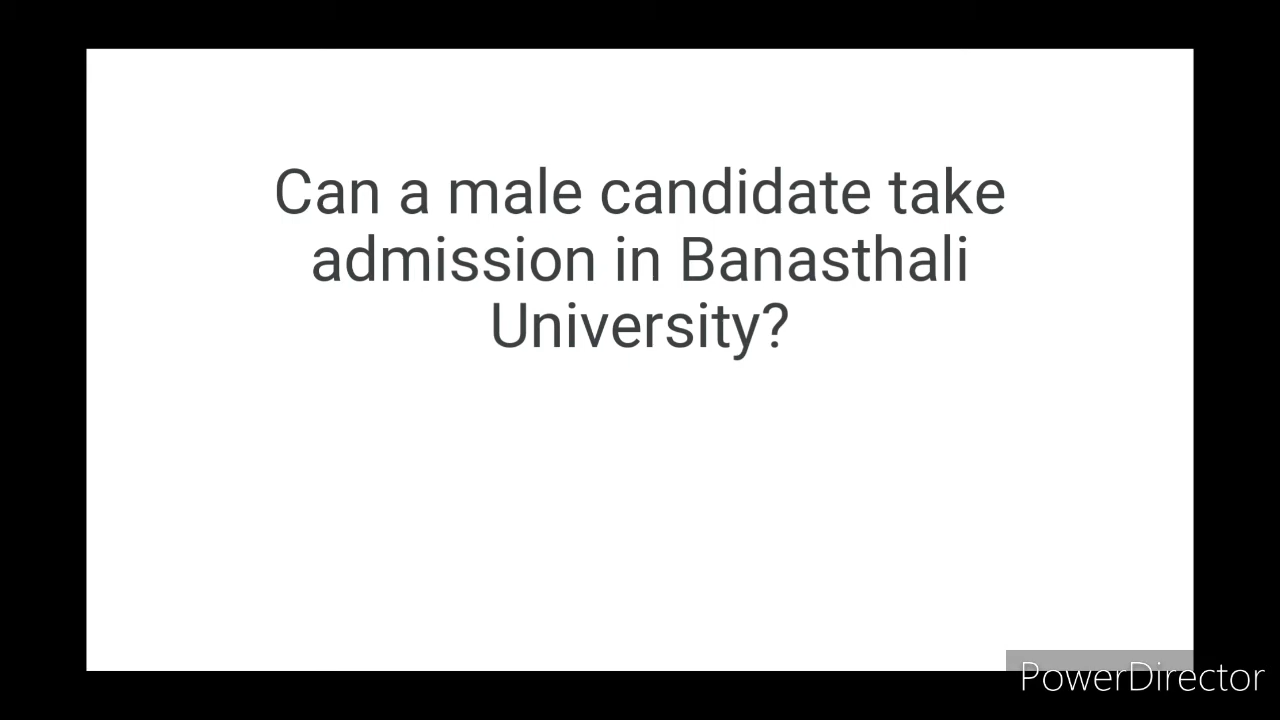 Can a male candidate take
admission in Banasthali
University?
PowerDirector